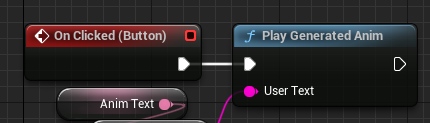 On Clicked (Button)
Play Generated Anim
User Text
Anim Text